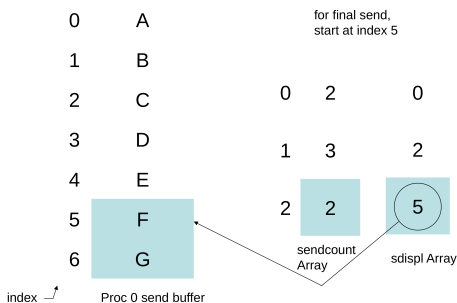 for final send,
start at index 5
0 A
1 B
2 C
3 D
4 E
5 F
6 G
index
Proc 0 send buffer
0 2 0
1 3 2
2 2 5
sendcount
Array
sdispl Array